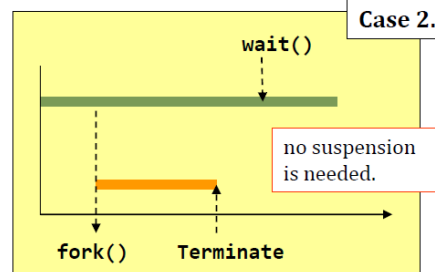 Case 2.
wait()
no suspension
is needed.
fork()
Terminate